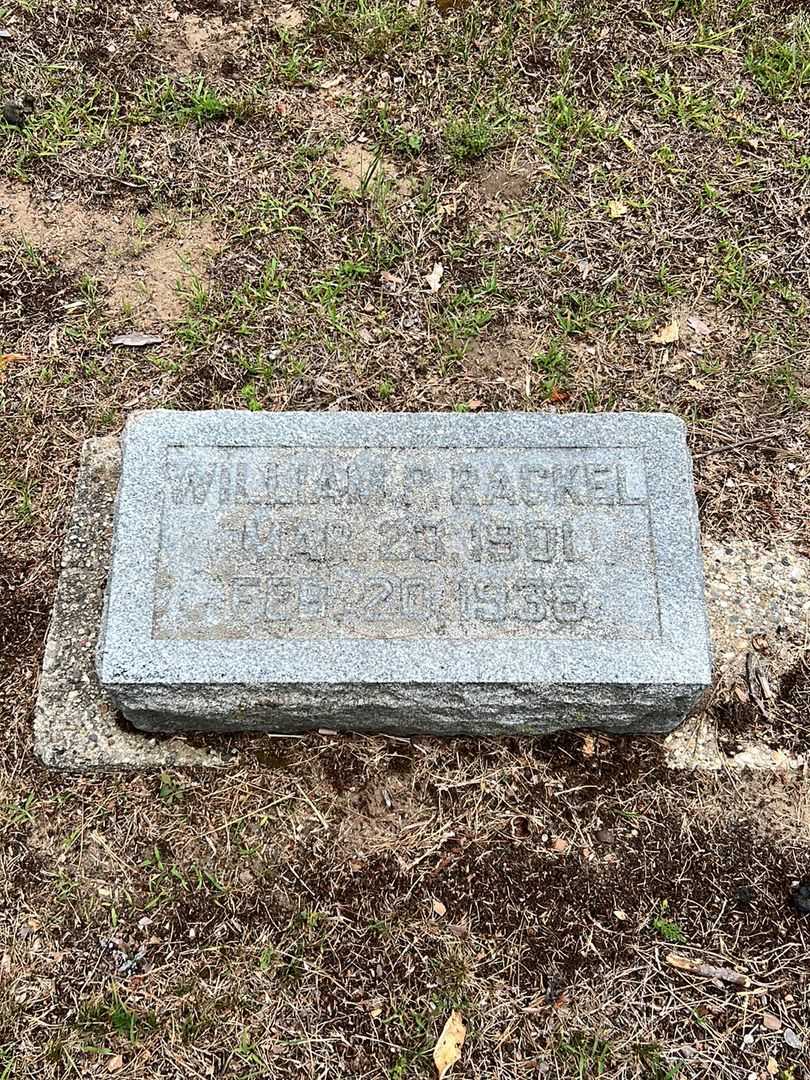 WILLIAM P. RACKEL
MAR. 23, 1901
FEB. 20, 1938